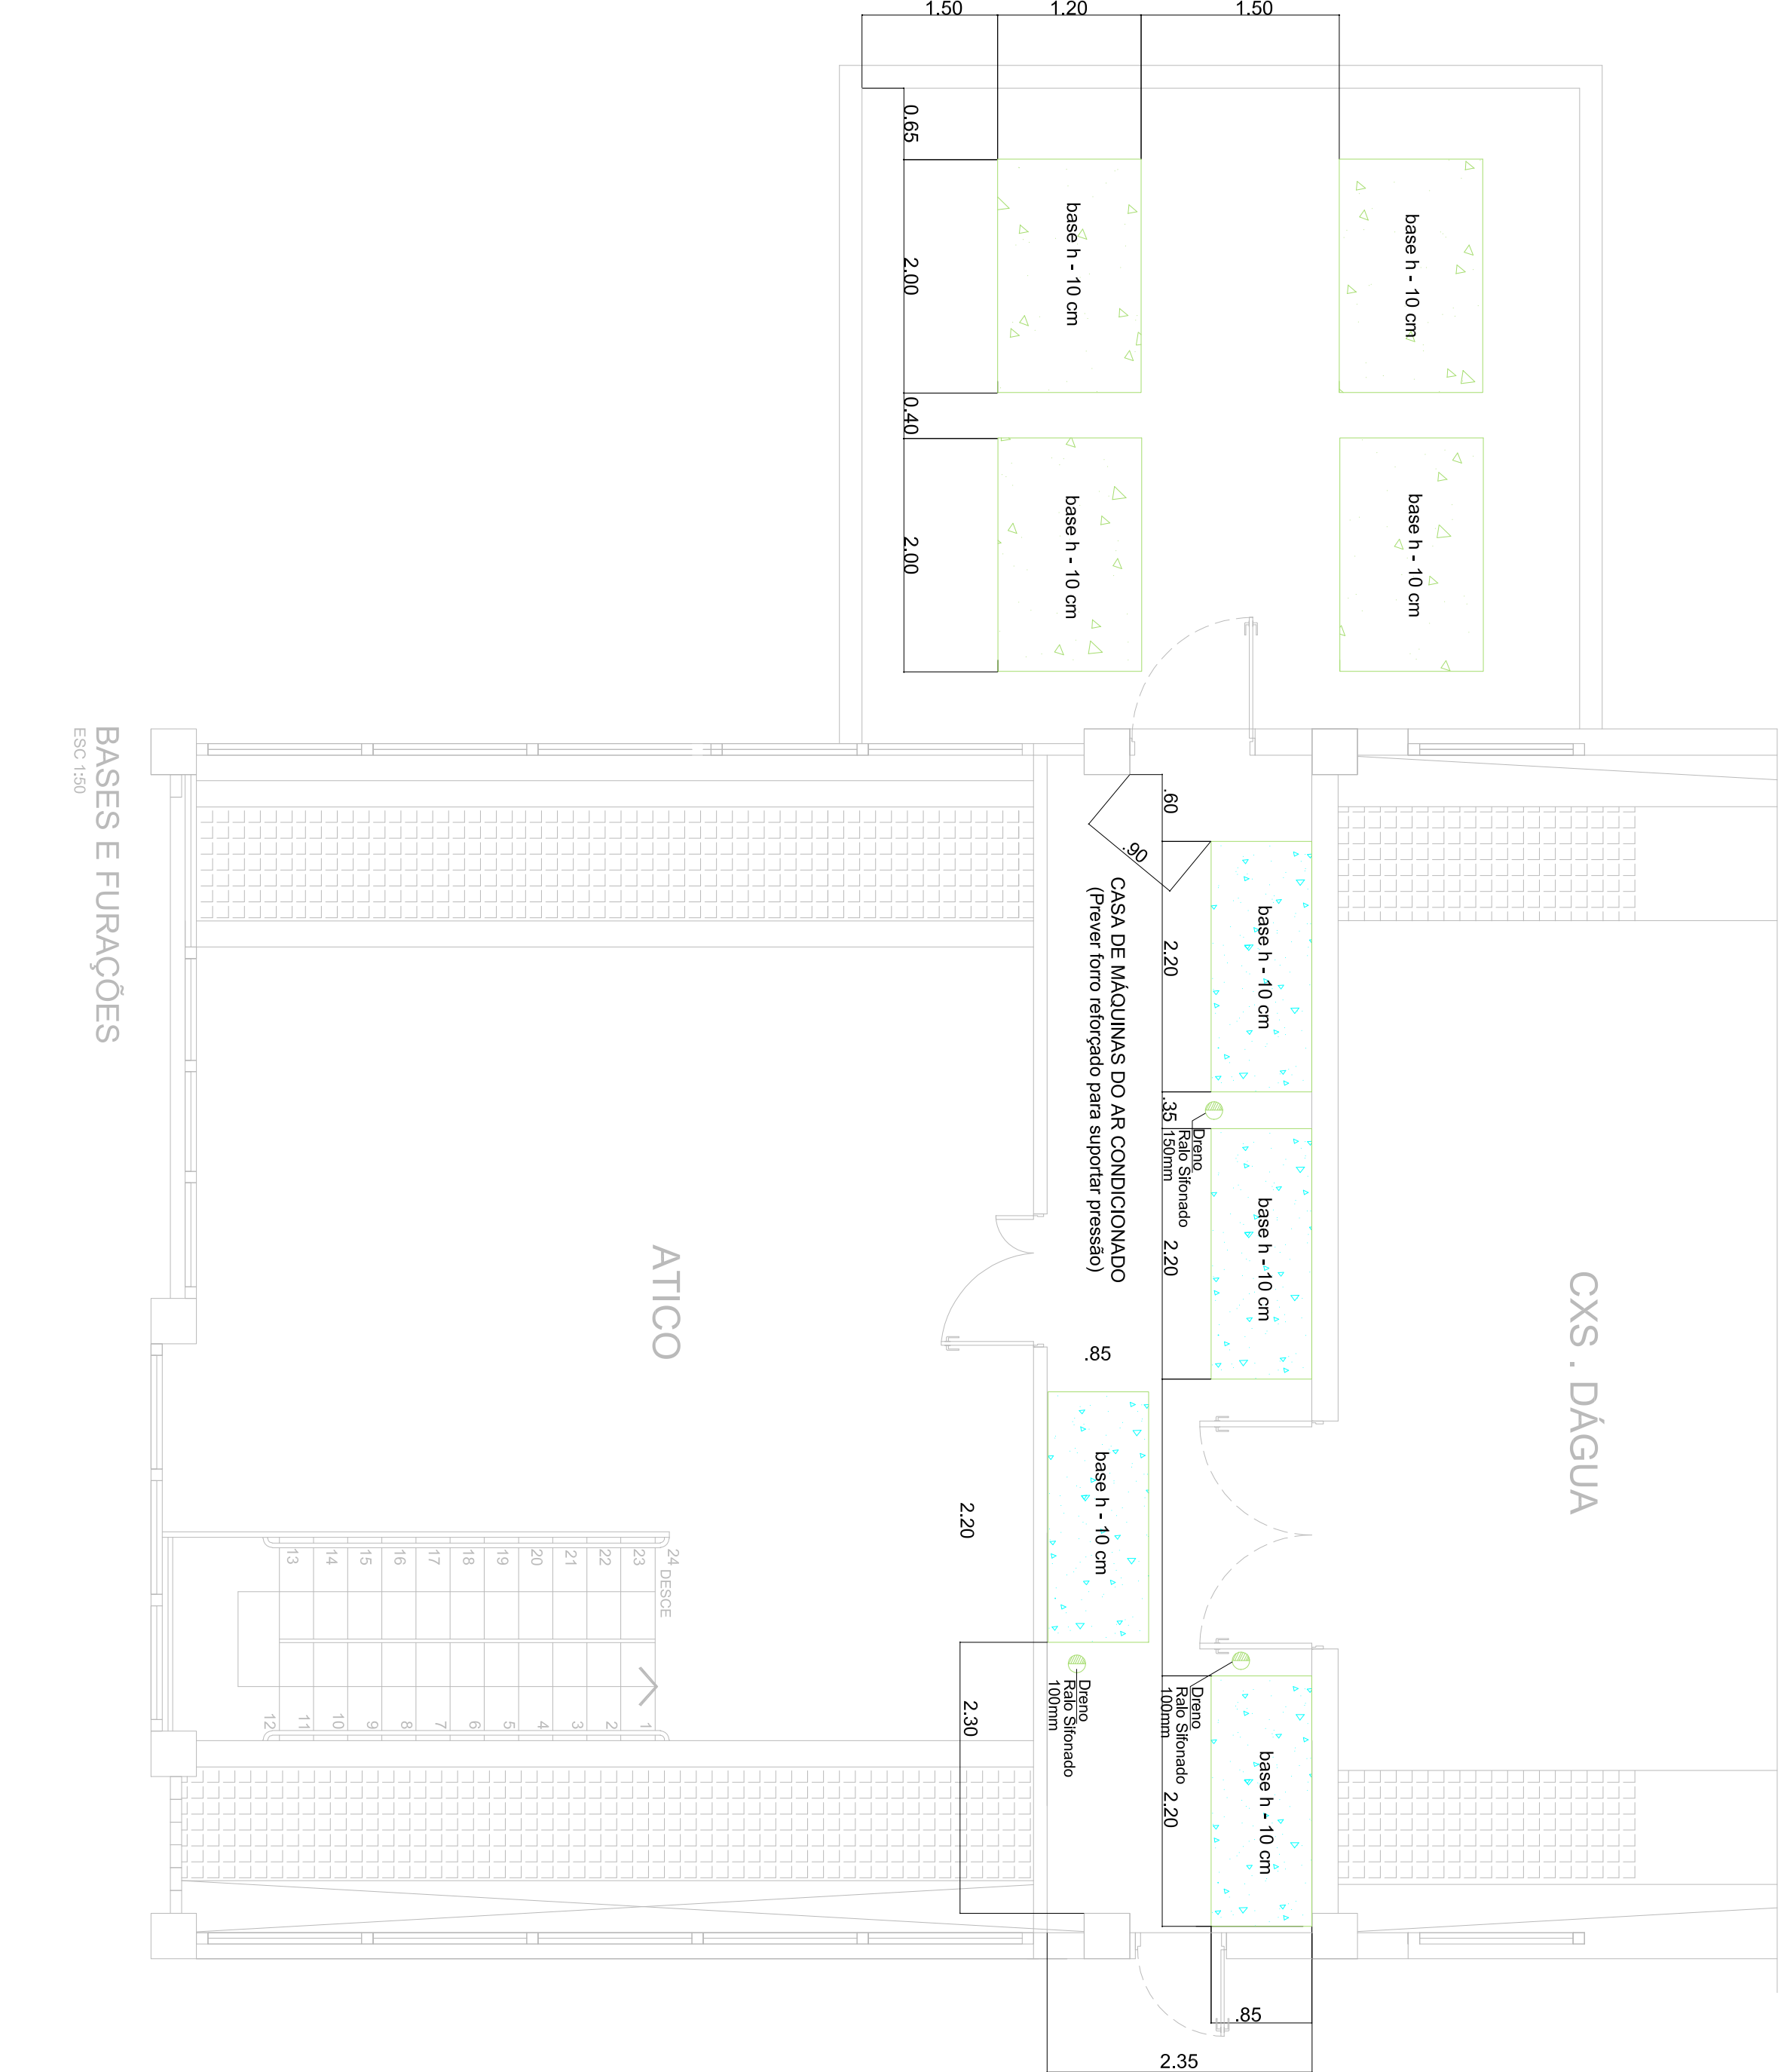 1.50
1.20
1.50
0.65
2.00
0.40
2.00
base h - 10 cm
base h - 10 cm
base h - 10 cm
base h - 10 cm
BASES E FURAÇÕES
ESC 1:50
.60
.90
2.20
.35
2.20
base h - 10 cm
base h - 10 cm
CASA DE MÁQUINAS DO AR CONDICIONADO
(Prever forro reforçado para suportar pressão)
Dreno
Ralo Sifonado
150mm
ATICO
CXS . DÁGUA
.85
base h - 10 cm
2.20
2.30
Dreno
Ralo Sifonado
100mm
Dreno
Ralo Sifonado
100mm
base h - 10 cm
2.20
13
14
15
16
17
18
19
20
21
22
23
24
DESCE
12
11
10
9
8
7
6
5
4
3
2
1
.85
2.35